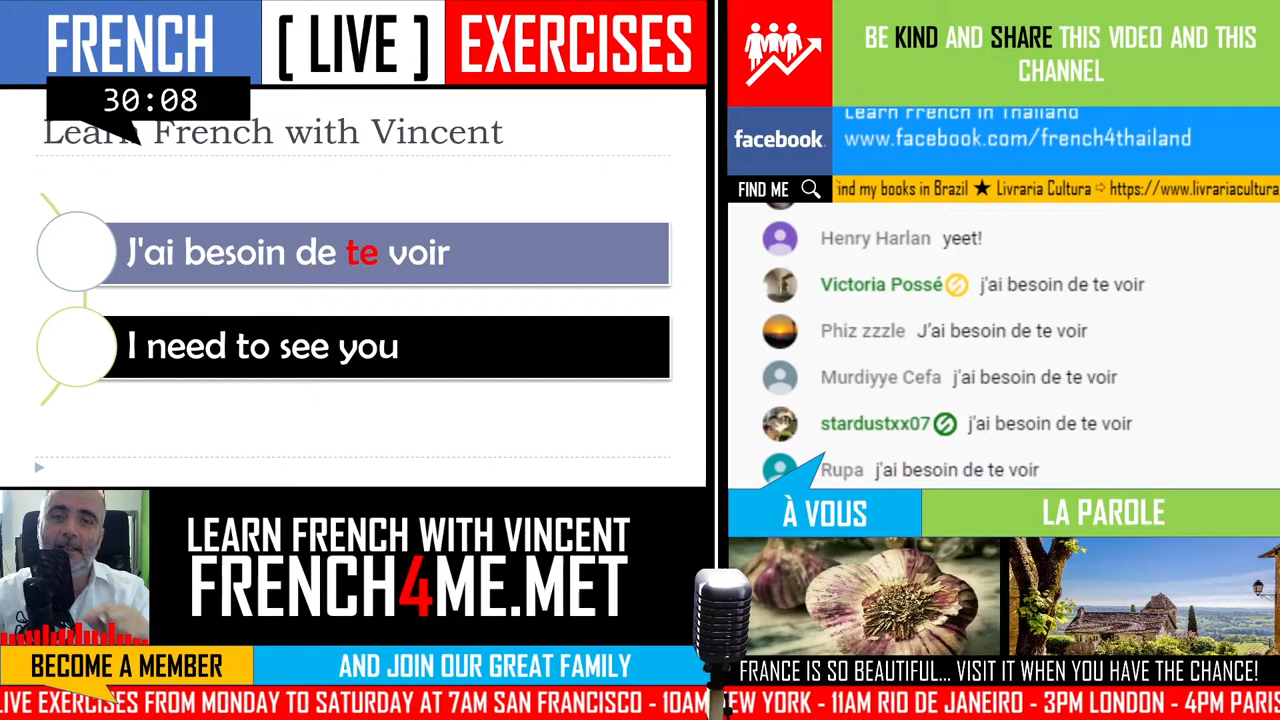 FRENCH
[ LIVE ]
EXERCISES
30:08
Learn French with Vincent
J'ai besoin de te voir
I need to see you
LEARN FRENCH WITH VINCENT
FRENCH4ME.MET
BECOME A MEMBER
AND JOIN OUR GREAT FAMILY
BE KIND AND SHARE THIS VIDEO AND THIS
CHANNEL
facebook.
Learn French in Thailand
www.facebook.com/french4thailand
FIND ME
find my books in Brazil ★ Livraria Cultura ⇨ https://www.livrariacultura
Henry Harlan yeet!
Victoria Possé j'ai besoin de te voir
Phiz zzzle J'ai besoin de te voir
Murdiyye Cefa j'ai besoin de te voir
stardustxx07 j'ai besoin de te voir
Rupa j'ai besoin de te voir
À VOUS
LA PAROLE
FRANCE IS SO BEAUTIFUL... VISIT IT WHEN YOU HAVE THE CHANCE!
LIVE EXERCISES FROM MONDAY TO SATURDAY AT 7AM SAN FRANCISCO - 10AM NEW YORK - 11AM RIO DE JANEIRO - 3PM LONDON - 4PM PARIS